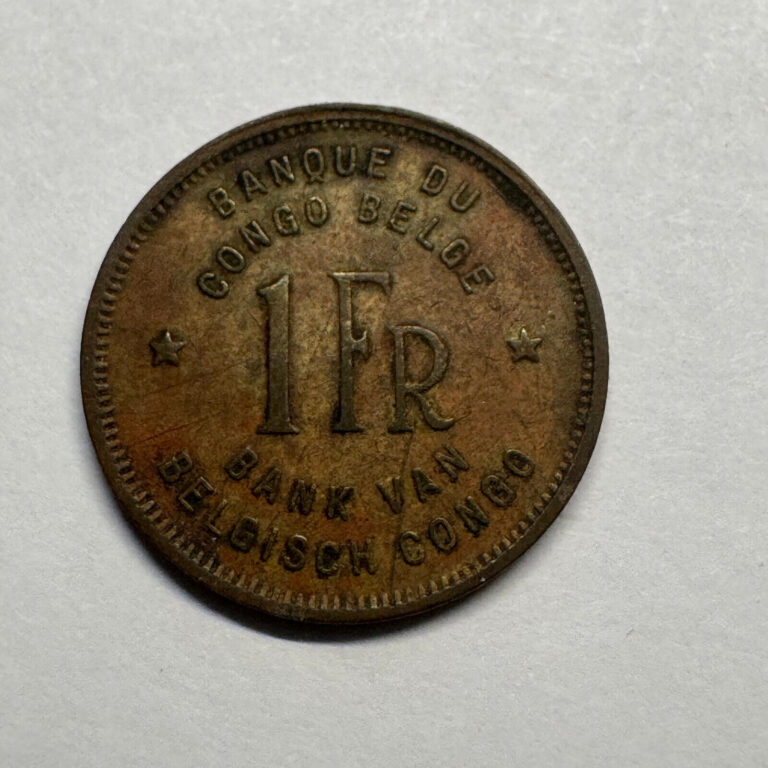 BANQUE DU
CONGO BELGE
1 FR
BANK VAN
BELGISCH CONGO